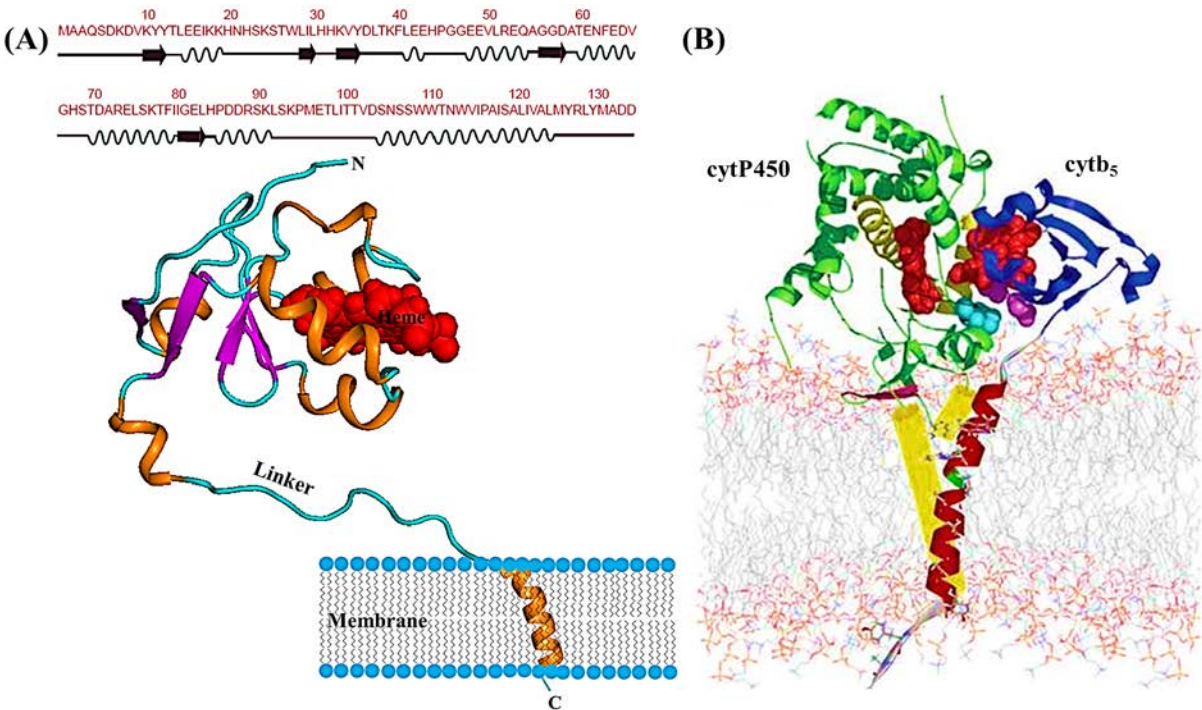 (A)
10 20 30 40 50 60
MAAQSDKDVKYYTLEEIKKHNHSKSTWLILHHKVYDLTKFLEEHPGGEEVLREQAGGDATENFEDV
70 80 90 100 110 120 130
GHSTDARELSKTFIIGELHPDDRSKLSKPMETLITTVDSNSSWWTNWVIPAISALIVALMYRLYMADD
N
Heme
Linker
Membrane
C
(B)
cytP450
cytb5